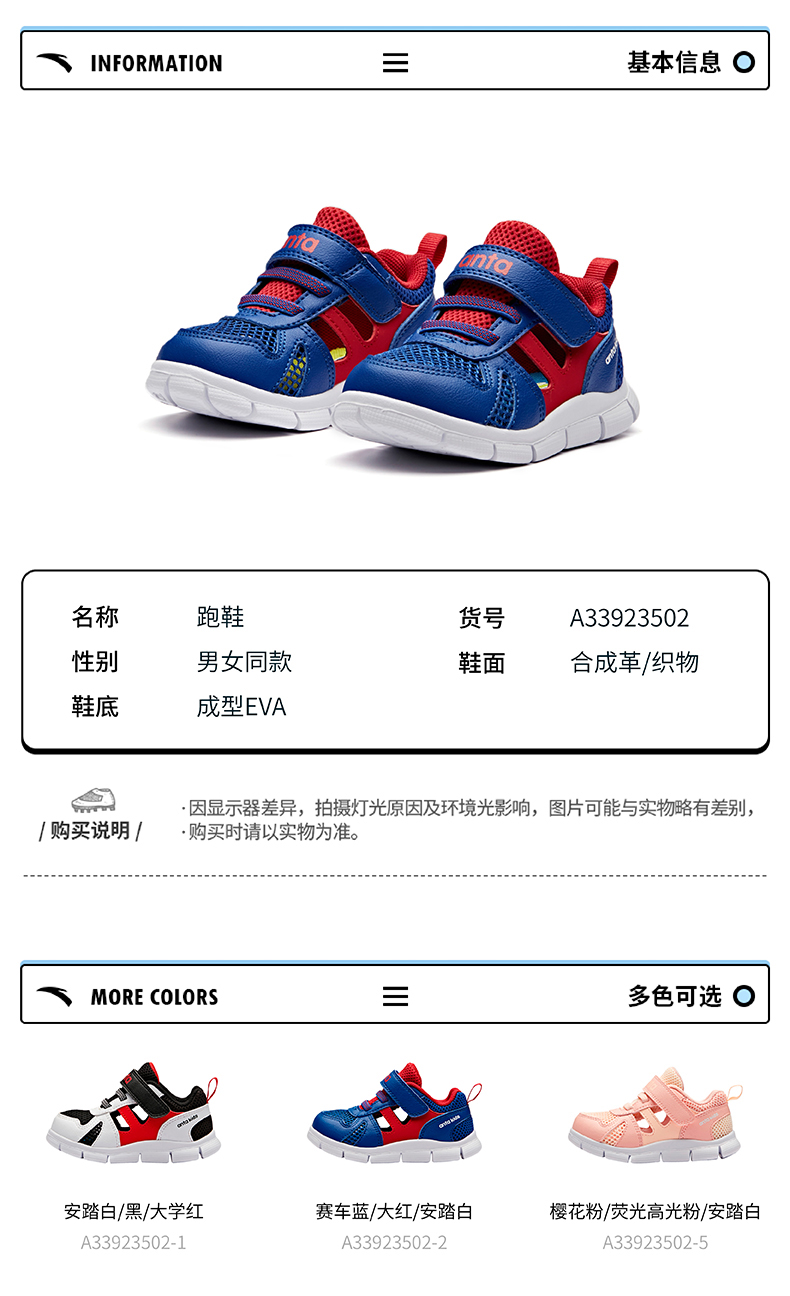 INFORMATION
基本信息
anta
anta
anta
名称 跑鞋 货号 A33923502
性别 男女同款 鞋面 合成革/织物
鞋底 成型EVA
·因显示器差异，拍摄灯光原因及环境光影响，图片可能与实物略有差别，
/ 购买说明 /
·购买时请以实物为准。
MORE COLORS
多色可选
anta kids
anta kids
安踏白/黑/大学红
赛车蓝/大红/安踏白
樱花粉/荧光高光粉/安踏白
A33923502-1
A33923502-2
A33923502-5